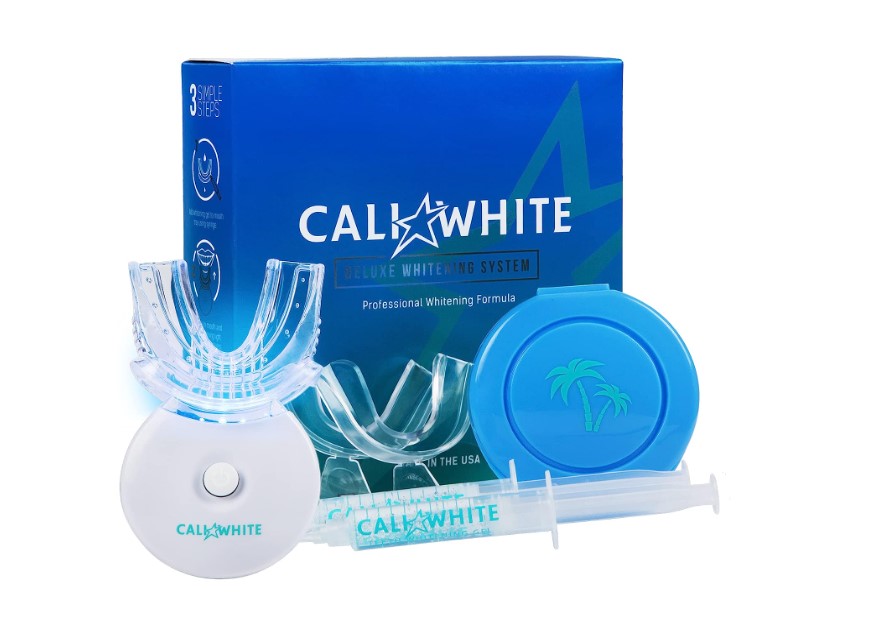 3 SIMPLE
STEPS
CALI WHITE
DELUXE WHITENING SYSTEM
Professional Whitening Formula
IN THE USA
CALI WHITE
CALI WHITE